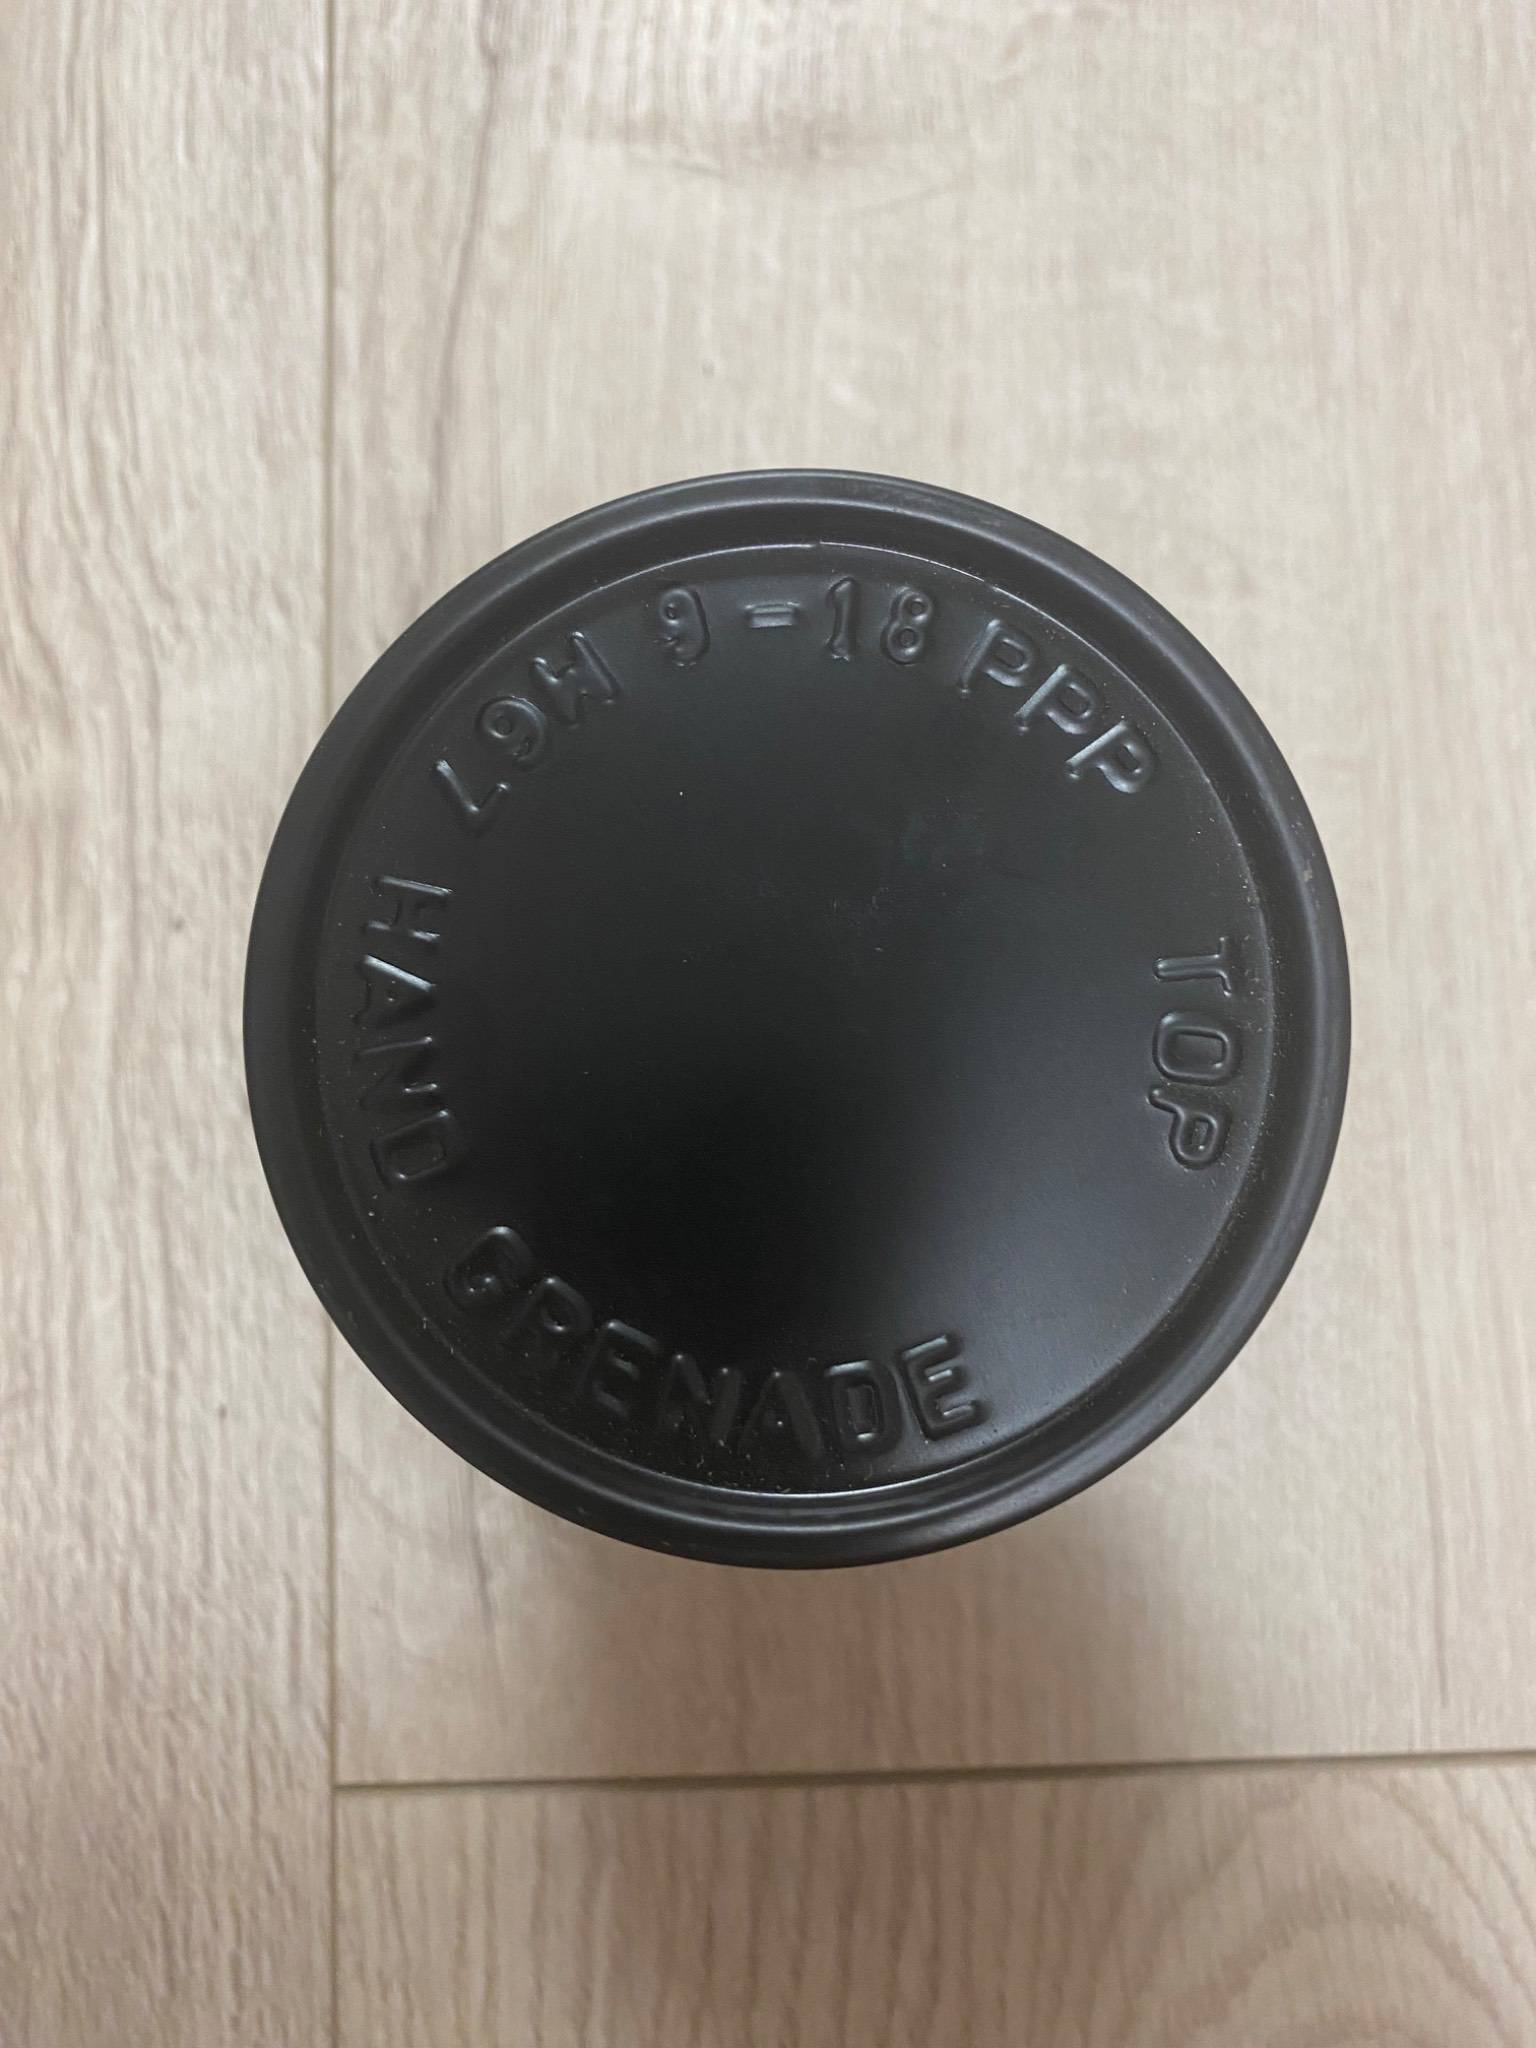 HAND GRENADE
M67 9-18 PPP
TOP